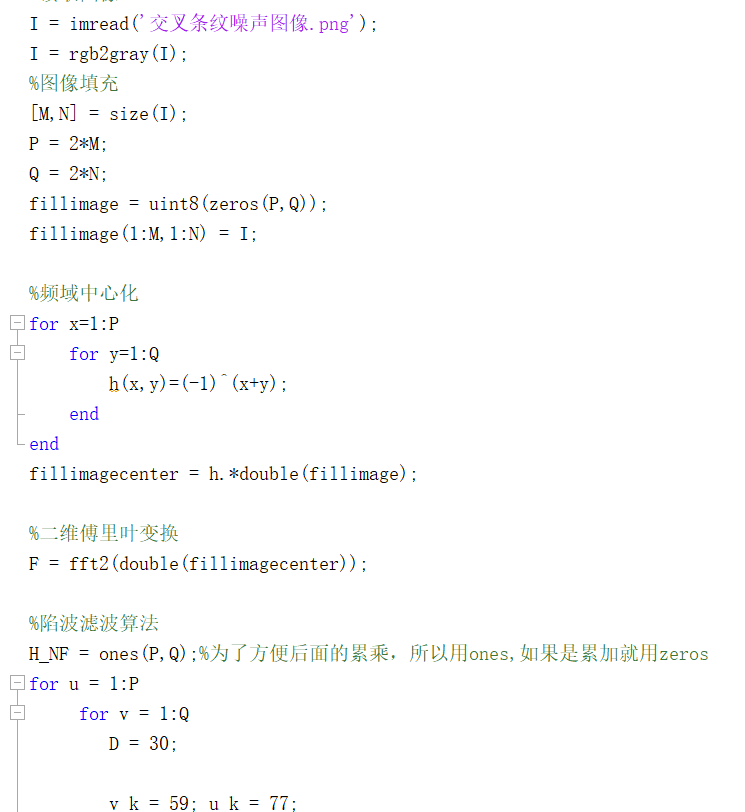 I = imread('交叉条纹噪声图像.png');
I = rgb2gray(I);
%图像填充
[M,N] = size(I);
P = 2*M;
Q = 2*N;
fillimage = uint8(zeros(P,Q));
fillimage(1:M,1:N) = I;
%频域中心化
for x=1:P
for y=1:Q
h(x,y)=(-1)^(x+y);
end
end
fillimagecenter = h.*double(fillimage);
%二维傅里叶变换
F = fft2(double(fillimagecenter));
%陷波滤波算法
H_NF = ones(P,Q);%为了方便后面的累乘，所以用ones,如果是累加就用zeros
for u = 1:P
for v = 1:Q
D = 30;
v_k = 59; u_k = 77;